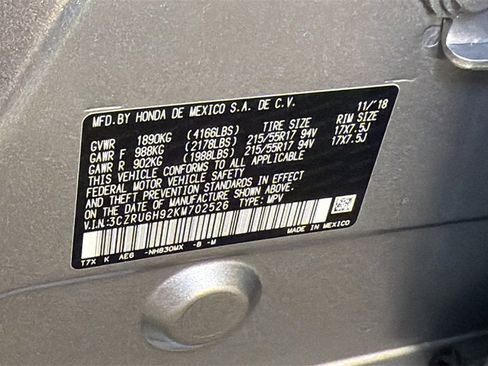 MFD.BY HONDA DE MEXICO S.A. DE C.V. 11/'18
GVWR 1890KG (4166LBS) TIRE SIZE RIM SIZE
GAWR F 988KG (2178LBS) 215/55R17 94V 17X7.5J
GAWR R 902KG (1988LBS) 215/55R17 94V 17X7.5J
THIS VEHICLE CONFORMS TO ALL APPLICABLE
FEDERAL MOTOR VEHICLE SAFETY, BUMPER, AND
THEFT PREVENTION STANDARDS IN EFFECT ON THE
DATE OF MANUFACTURE SHOWN ABOVE.
V.I.N.:3CZRU6H92KM702526 TYPE: MPV
T7X K AE6 -NH830MX -B -M MADE IN MEXICO